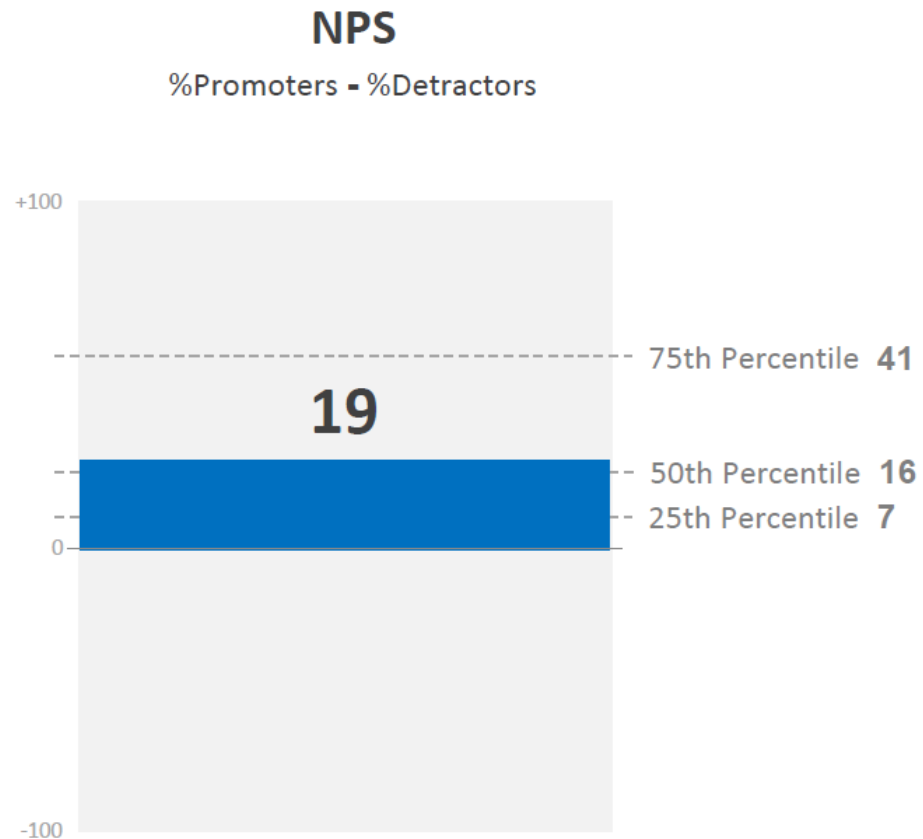 NPS
%Promoters - %Detractors
+100
75th Percentile 41
19
50th Percentile 16
25th Percentile 7
0
-100